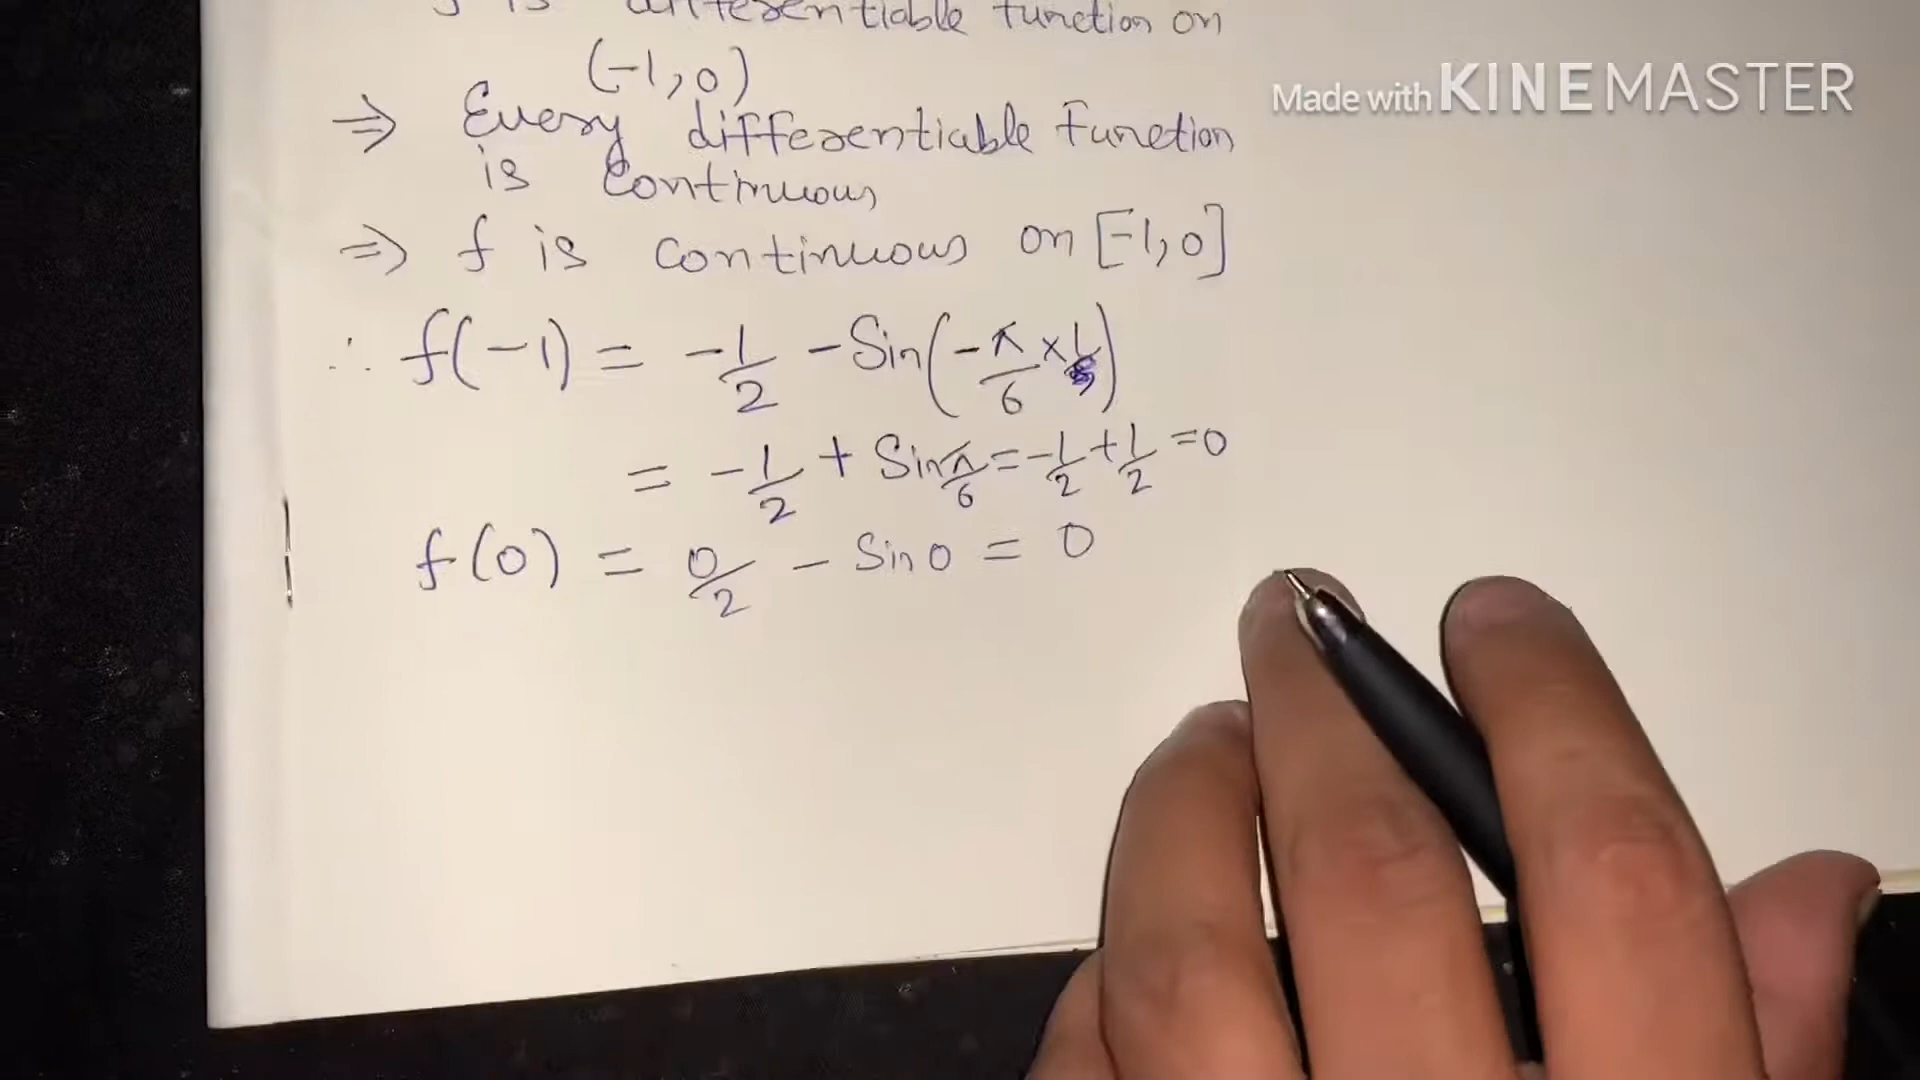 f is differentiable function on
(-1,0)
Made with KINEMASTER
⇒ Every differentiable function
is continuous
⇒ f is continuous on [-1,0]
∴ f(-1) = -1/2 - Sin(-π/6 × 1)
= -1/2 + Sin π/6 = -1/2 + 1/2 = 0
f(0) = 0/2 - Sin 0 = 0